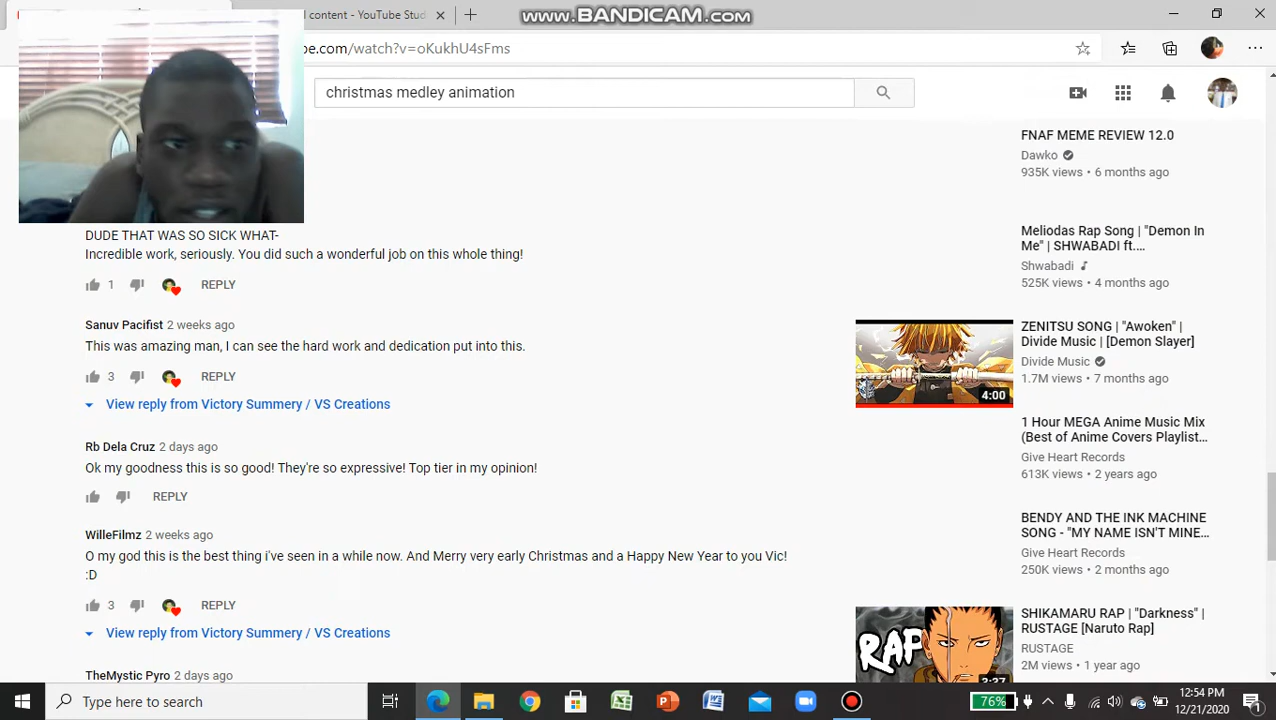 content - YouTube Stud
www.BANDICAM.com
christmas medley animation
FNAF MEME REVIEW 12.0
Dawko
935K views • 6 months ago
DUDE THAT WAS SO SICK WHAT-
Incredible work, seriously. You did such a wonderful job on this whole thing!
1 REPLY
Meliodas Rap Song | "Demon In
Me" | SHWABADI ft....
Shwabadi
525K views • 4 months ago
Sanuv Pacifist 2 weeks ago
This was amazing man, I can see the hard work and dedication put into this.
3 REPLY
View reply from Victory Summery / VS Creations
4:00
ZENITSU SONG | "Awoken" |
Divide Music | [Demon Slayer]
Divide Music
1.7M views • 7 months ago
Rb Dela Cruz 2 days ago
Ok my goodness this is so good! They're so expressive! Top tier in my opinion!
REPLY
1 Hour MEGA Anime Music Mix
(Best of Anime Covers Playlist...
Give Heart Records
613K views • 2 years ago
WilleFilmz 2 weeks ago
O my god this is the best thing i've seen in a while now. And Merry very early Christmas and a Happy New Year to you Vic!
:D
3 REPLY
View reply from Victory Summery / VS Creations
BENDY AND THE INK MACHINE
SONG - "MY NAME ISN'T MINE...
Give Heart Records
250K views • 2 months ago
TheMystic Pyro 2 days ago
RAP
3:37
SHIKAMARU RAP | "Darkness" |
RUSTAGE [Naruto Rap]
RUSTAGE
2M views • 1 year ago
Type here to search
76%
12:54 PM
12/21/2020
1